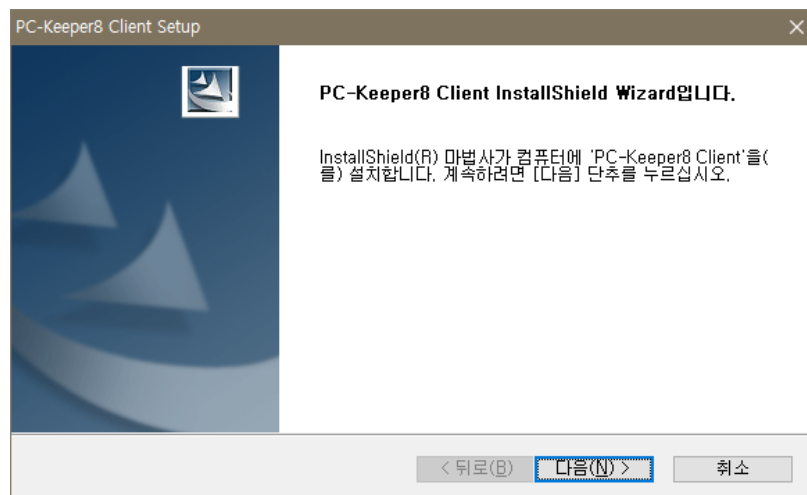 PC-Keeper8 Client Setup
PC-Keeper8 Client InstallShield Wizard입니다.
InstallShield(R) 마법사가 컴퓨터에 'PC-Keeper8 Client'을(
를) 설치합니다. 계속하려면 [다음] 단추를 누르십시오.
< 뒤로(B) 다음(N) > 취소